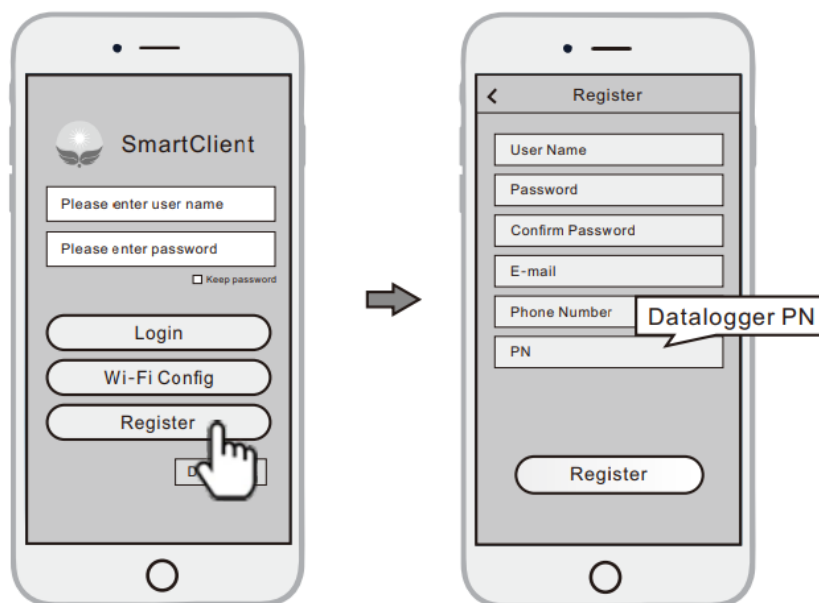 SmartClient
Please enter user name
Please enter password
Keep password
Login
Wi-Fi Config
Register
Register
User Name
Password
Confirm Password
E-mail
Phone Number
Datalogger PN
PN
Register